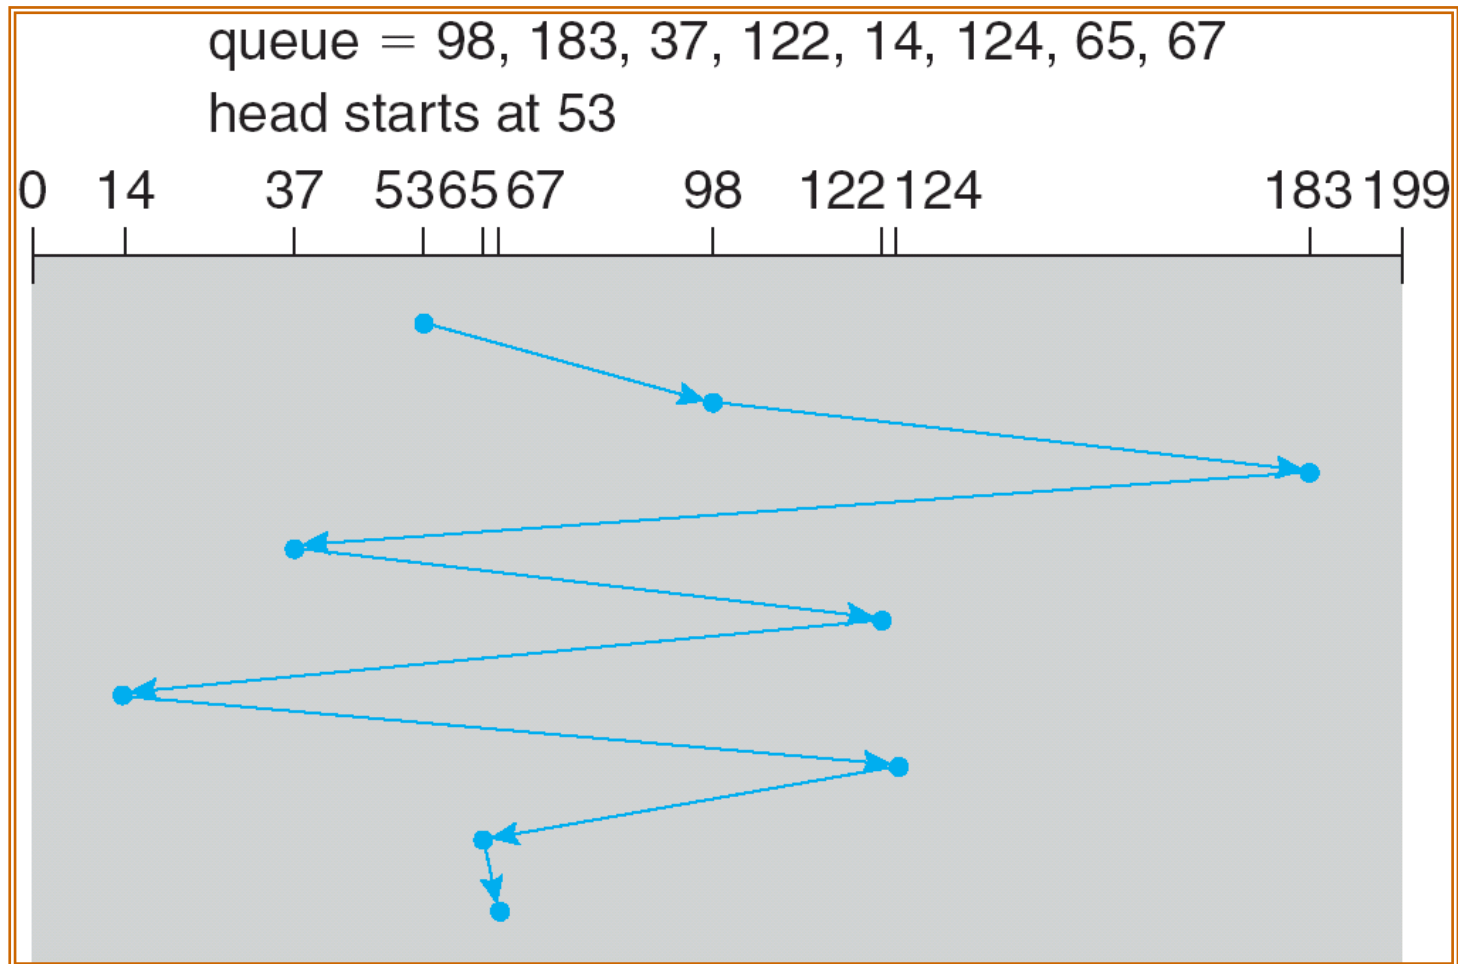 queue = 98, 183, 37, 122, 14, 124, 65, 67
head starts at 53
0 14 37 53 65 67 98 122 124 183 199